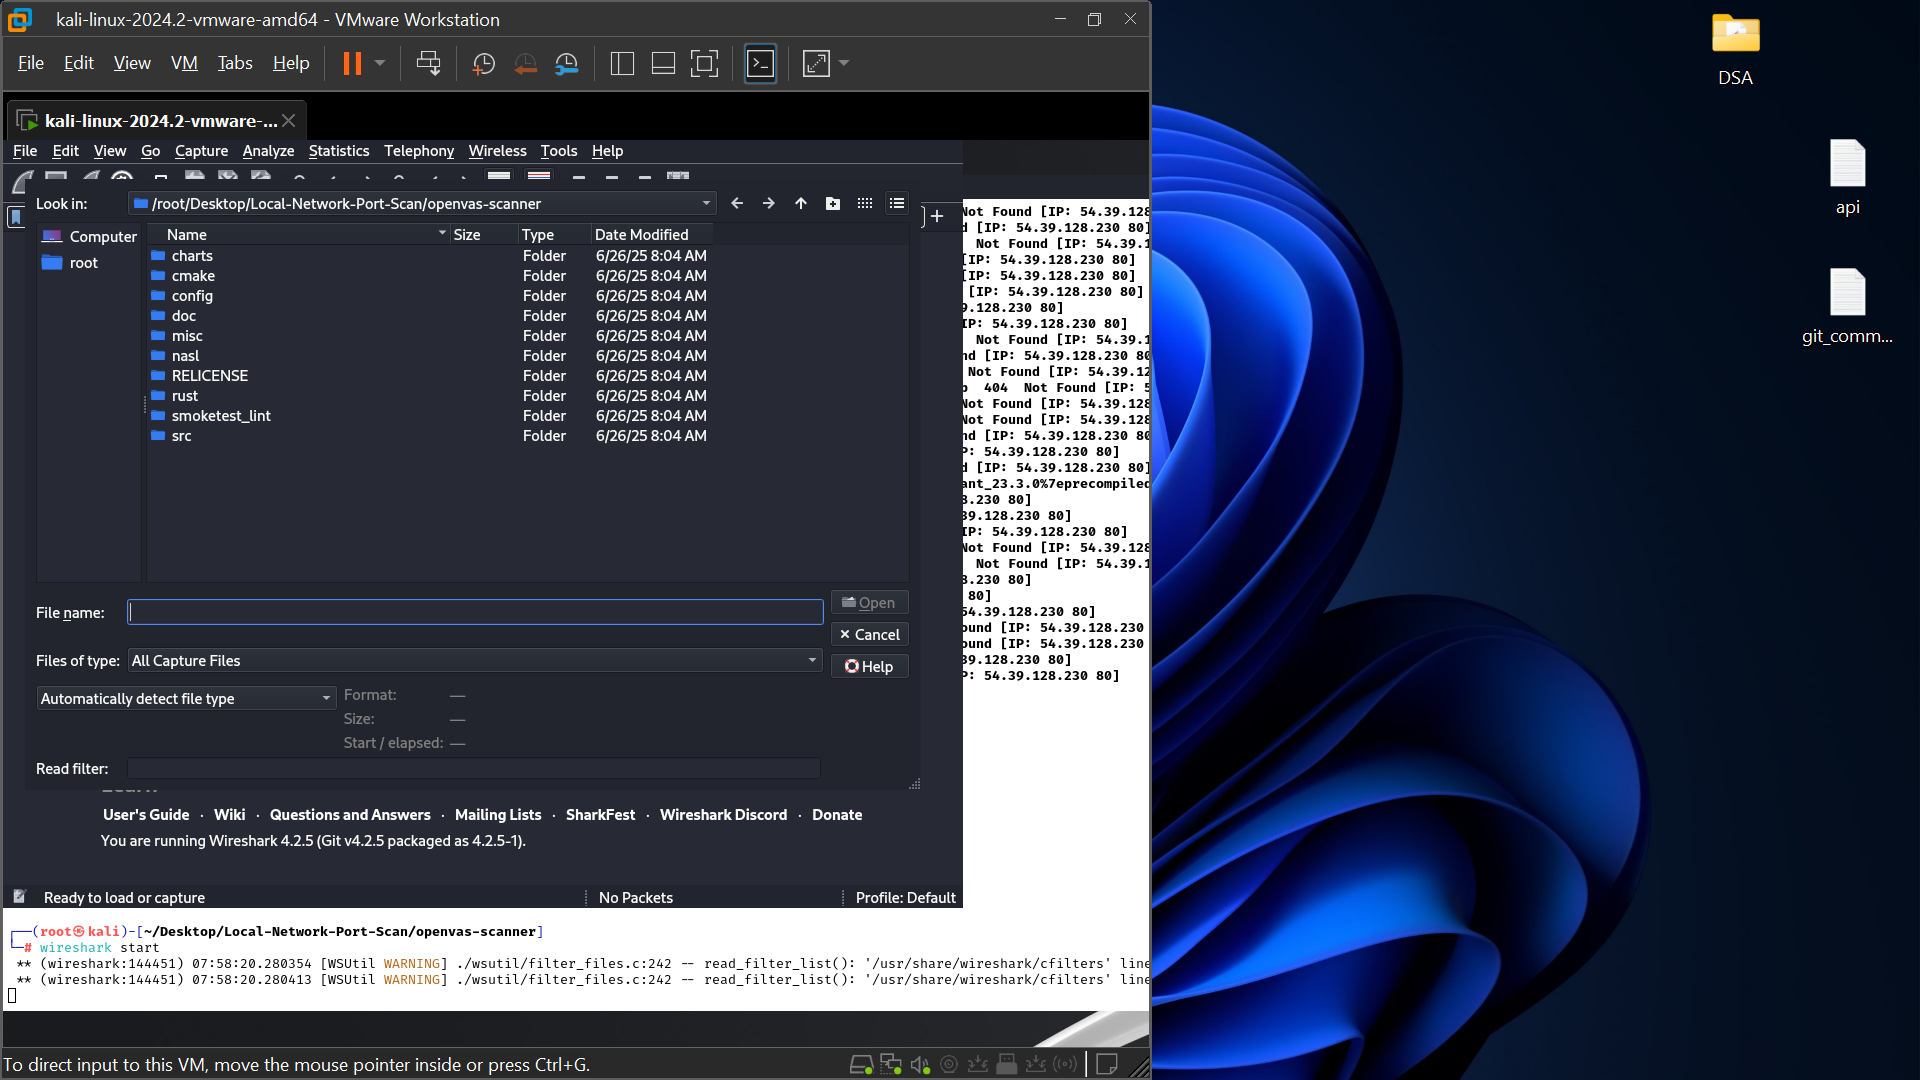 kali-linux-2024.2-vmware-amd64 - VMware Workstation
File Edit View VM Tabs Help
kali-linux-2024.2-vmware-...
File Edit View Go Capture Analyze Statistics Telephony Wireless Tools Help
Look in: /root/Desktop/Local-Network-Port-Scan/openvas-scanner
Computer
root
Name Size Type Date Modified
charts Folder 6/26/25 8:04 AM
cmake Folder 6/26/25 8:04 AM
config Folder 6/26/25 8:04 AM
doc Folder 6/26/25 8:04 AM
misc Folder 6/26/25 8:04 AM
nasl Folder 6/26/25 8:04 AM
RELICENSE Folder 6/26/25 8:04 AM
rust Folder 6/26/25 8:04 AM
smoketest_lint Folder 6/26/25 8:04 AM
src Folder 6/26/25 8:04 AM
File name:
Open
Cancel
Files of type: All Capture Files
Help
Automatically detect file type
Format: —
Size: —
Start / elapsed: —
Read filter:
User's Guide · Wiki · Questions and Answers · Mailing Lists · SharkFest · Wireshark Discord · Donate
You are running Wireshark 4.2.5 (Git v4.2.5 packaged as 4.2.5-1).
Ready to load or capture No Packets Profile: Default
Not Found [IP: 54.39.128
[IP: 54.39.128.230 80]
Not Found [IP: 54.39.1
[IP: 54.39.128.230 80]
[IP: 54.39.128.230 80]
[IP: 54.39.128.230 80]
9.128.230 80]
IP: 54.39.128.230 80]
Not Found [IP: 54.39.1
nd [IP: 54.39.128.230 80
Not Found [IP: 54.39.128
404 Not Found [IP: 5
Not Found [IP: 54.39.128
Not Found [IP: 54.39.128
nd [IP: 54.39.128.230 80
P: 54.39.128.230 80]
d [IP: 54.39.128.230 80]
ant_23.3.0%7eprecompiled
8.230 80]
39.128.230 80]
IP: 54.39.128.230 80]
Not Found [IP: 54.39.128
Not Found [IP: 54.39.1
8.230 80]
80]
54.39.128.230 80]
ound [IP: 54.39.128.230
ound [IP: 54.39.128.230
39.128.230 80]
P: 54.39.128.230 80]
┌──(root㉿kali)-[~/Desktop/Local-Network-Port-Scan/openvas-scanner]
└─# wireshark start
** (wireshark:144451) 07:58:20.280354 [WSUtil WARNING] ./wsutil/filter_files.c:242 -- read_filter_list(): '/usr/share/wireshark/cfilters' line
** (wireshark:144451) 07:58:20.280413 [WSUtil WARNING] ./wsutil/filter_files.c:242 -- read_filter_list(): '/usr/share/wireshark/cfilters' line
To direct input to this VM, move the mouse pointer inside or press Ctrl+G.
DSA
api
git_comm...